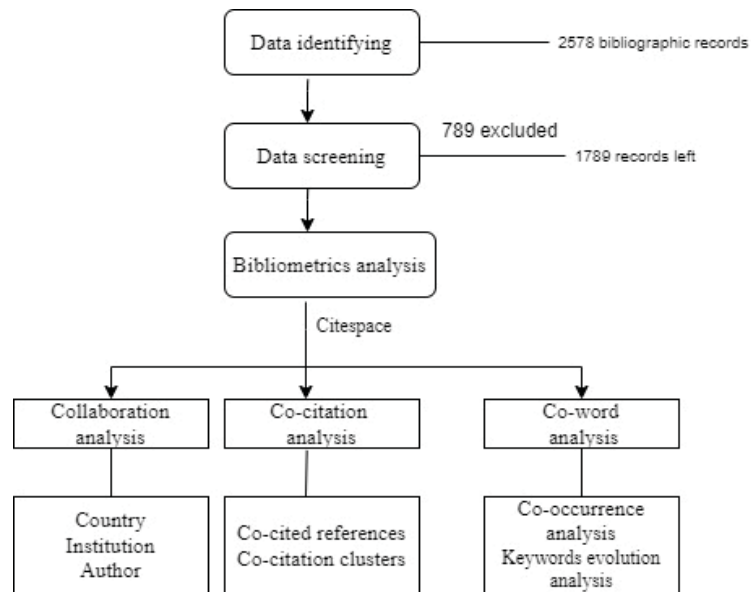 Data identifying
2578 bibliographic records
789 excluded
Data screening
1789 records left
Bibliometrics analysis
Citespace
Collaboration
analysis
Co-citation
analysis
Co-word
analysis
Country
Institution
Author
Co-cited references
Co-citation clusters
Co-occurrence
analysis
Keywords evolution
analysis